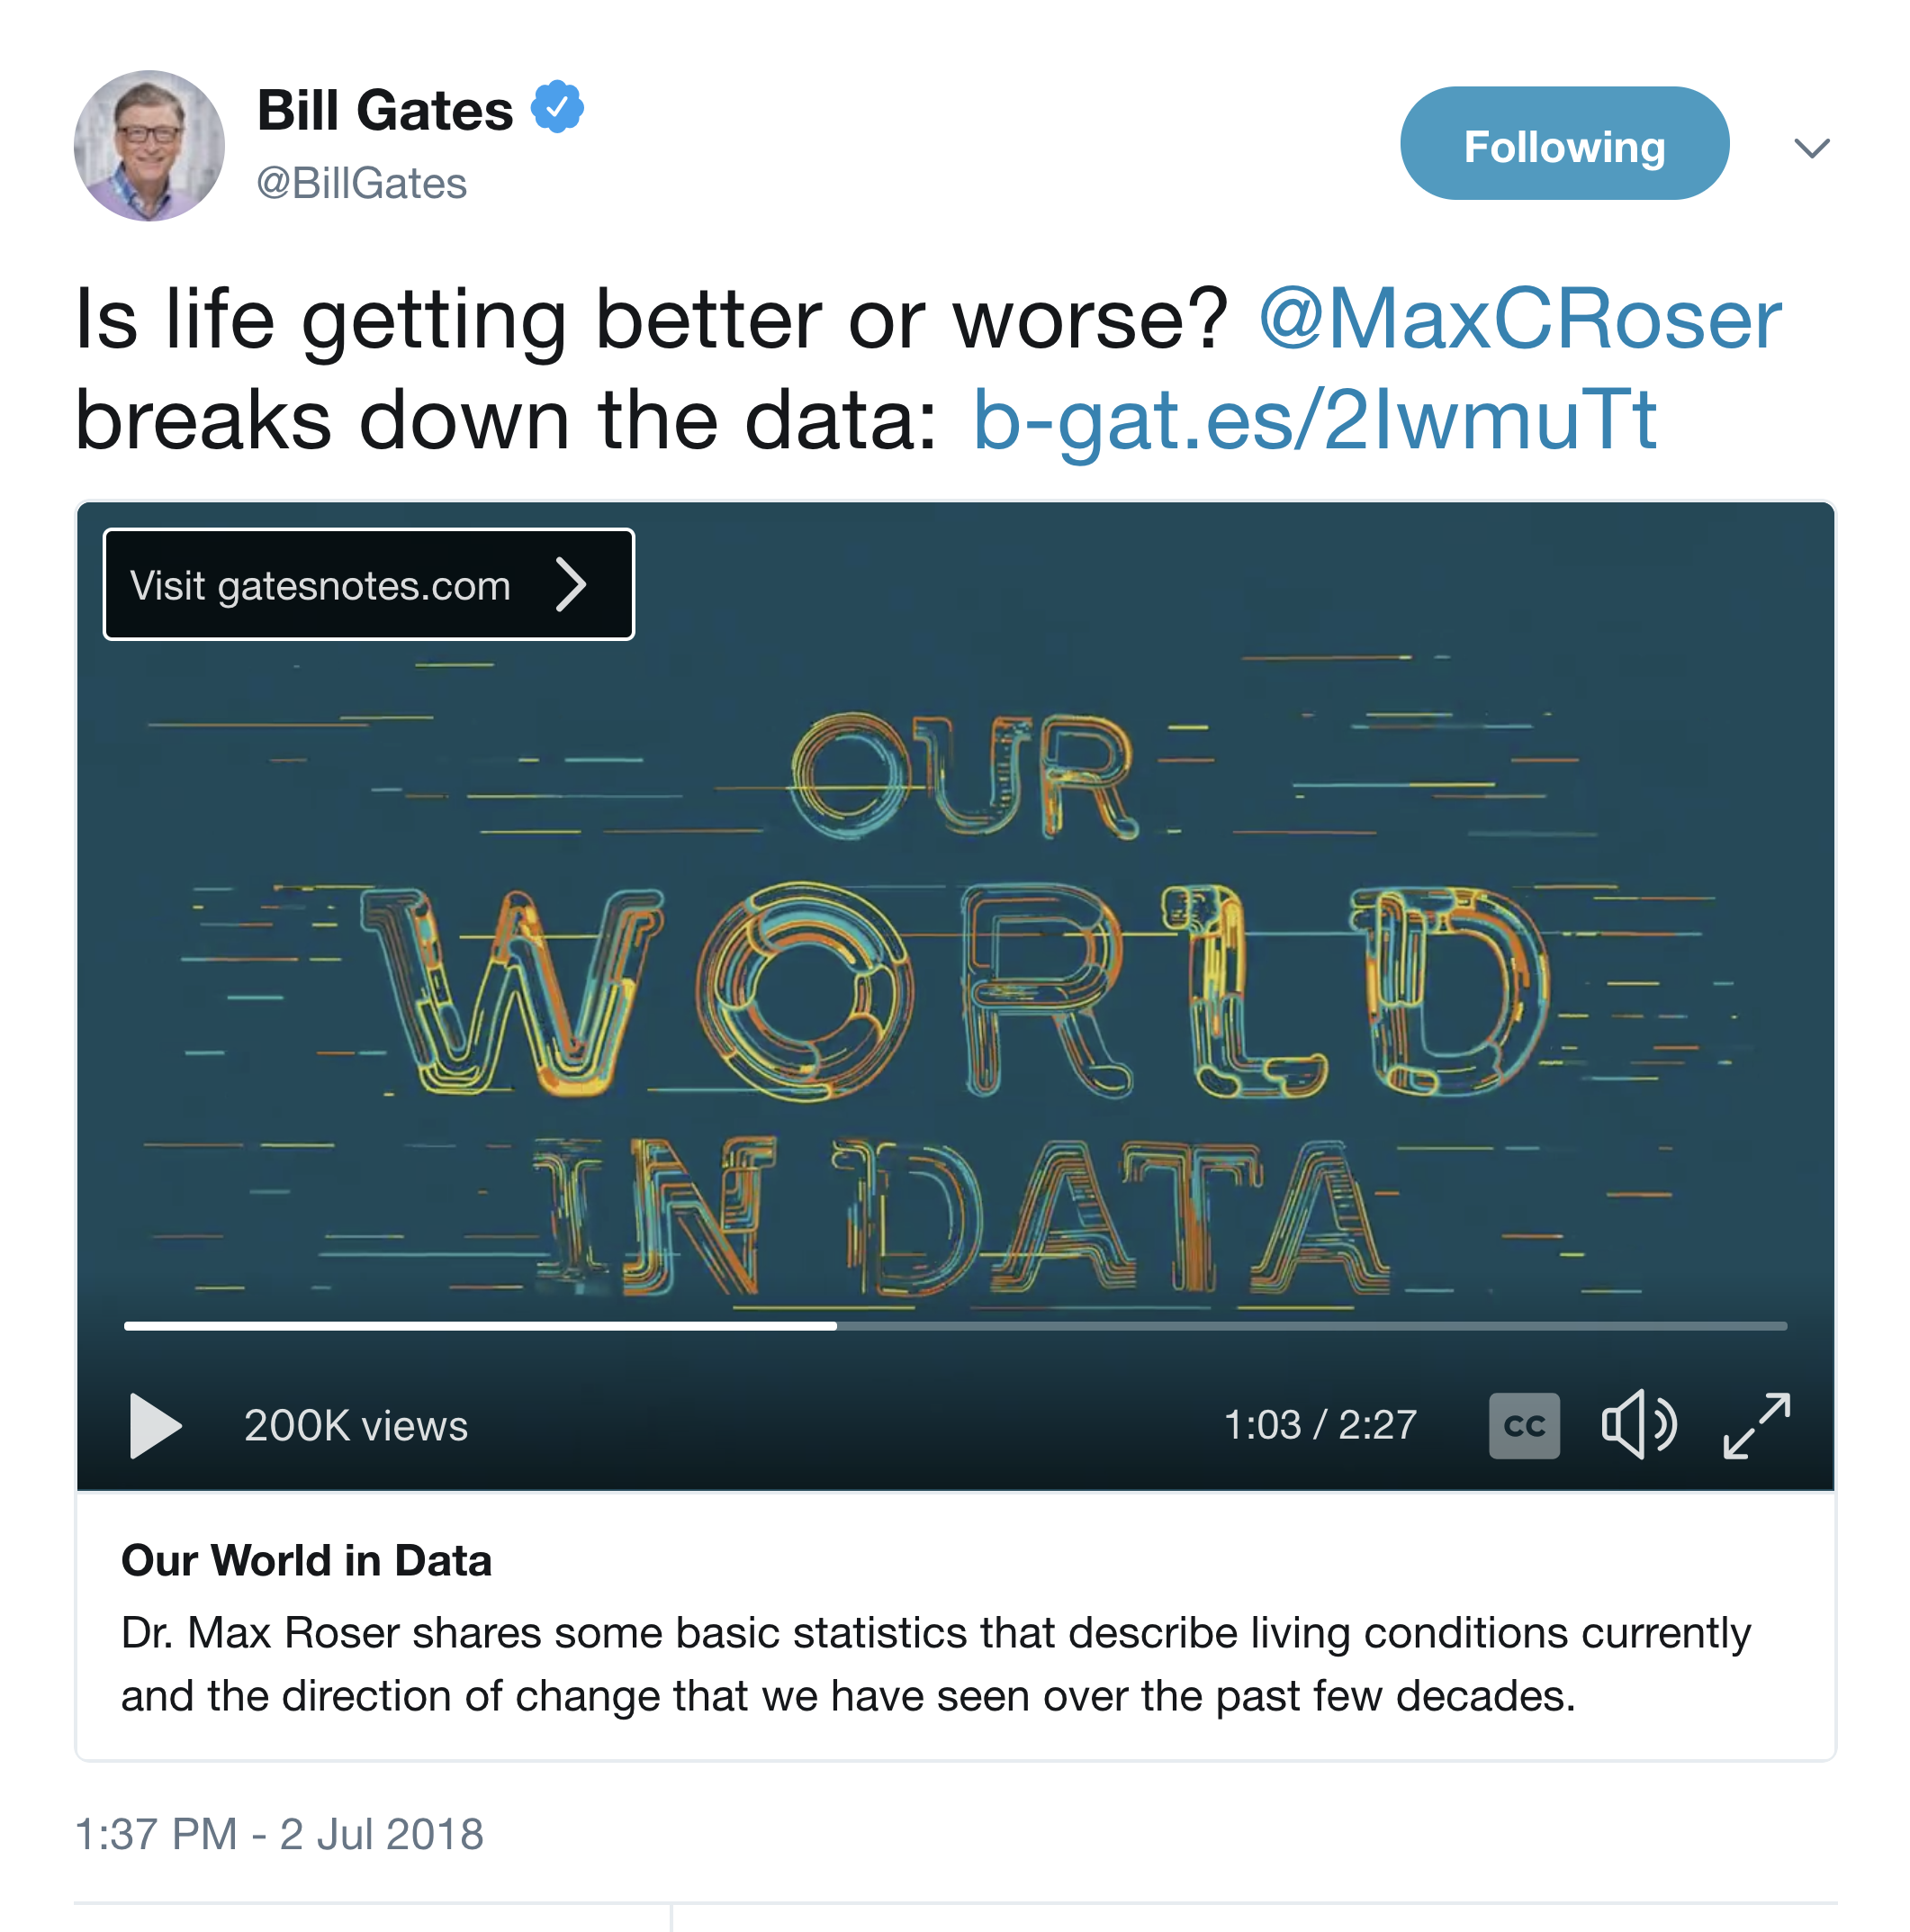 Bill Gates
@BillGates
Following
Is life getting better or worse? @MaxCRoser
breaks down the data: b-gat.es/2IwmuTt
Visit gatesnotes.com
OUR
WORLD
IN DATA
200K views
1:03 / 2:27
CC
Our World in Data
Dr. Max Roser shares some basic statistics that describe living conditions currently
and the direction of change that we have seen over the past few decades.
1:37 PM - 2 Jul 2018